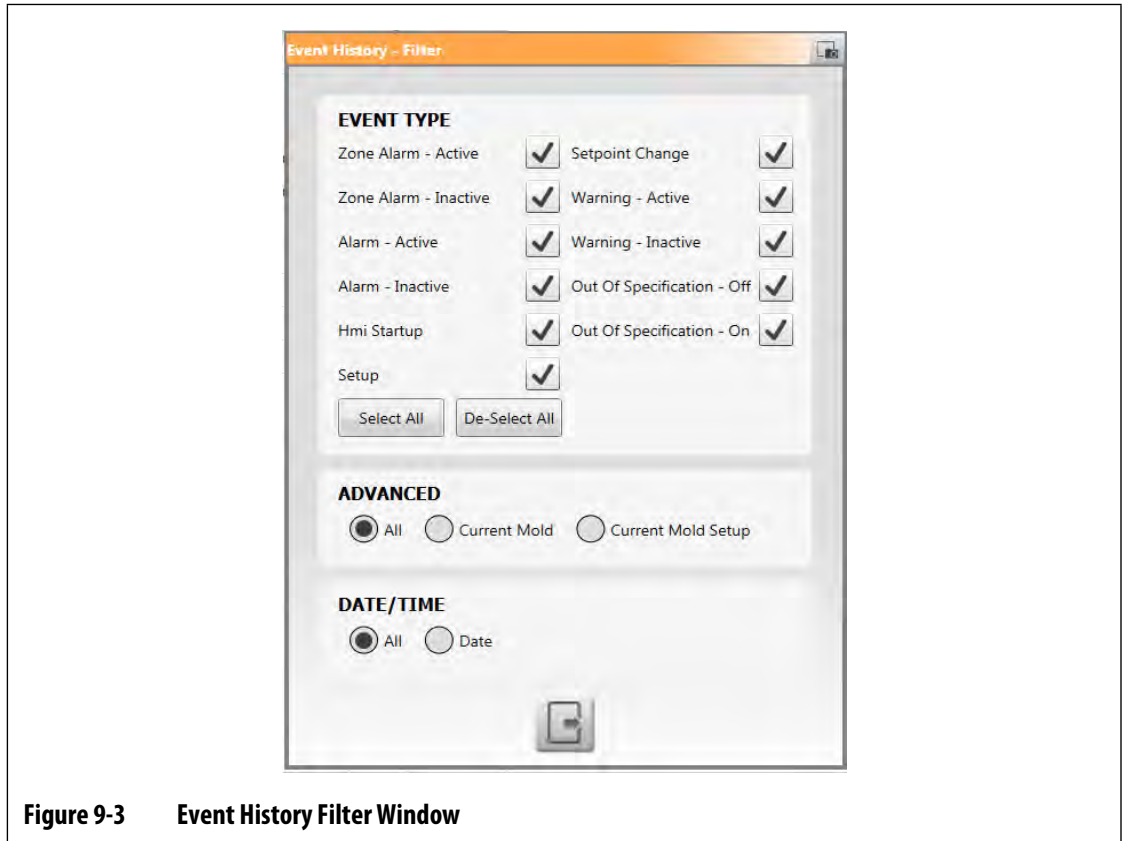 Event History - Filter
EVENT TYPE
Zone Alarm - Active
Setpoint Change
Zone Alarm - Inactive
Warning - Active
Alarm - Active
Warning - Inactive
Alarm - Inactive
Out Of Specification - Off
Hmi Startup
Out Of Specification - On
Setup
Select All
De-Select All
ADVANCED
All
Current Mold
Current Mold Setup
DATE/TIME
All
Date
Figure 9-3 Event History Filter Window